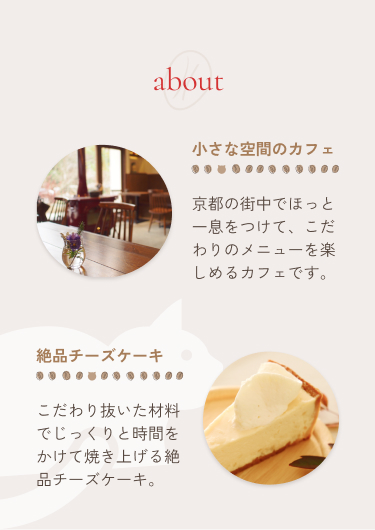 about
小さな空間のカフェ
京都の街中でほっと
一息をつけて、こだ
わりのメニューを楽
しめるカフェです。
絶品チーズケーキ
こだわり抜いた材料
でじっくりと時間を
かけて焼き上げる絶
品チーズケーキ。